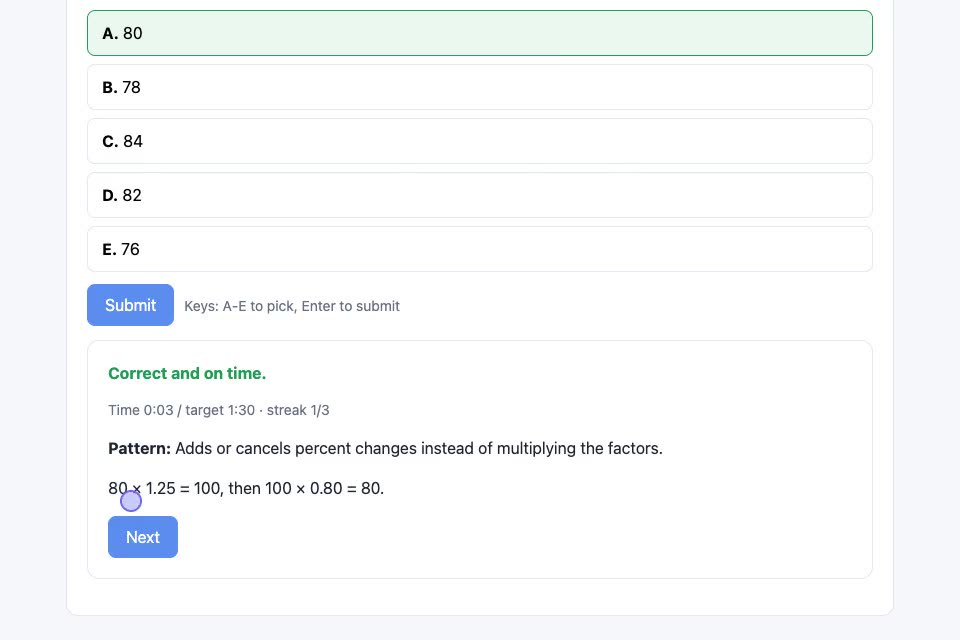 A. 80
B. 78
C. 84
D. 82
E. 76
Submit Keys: A-E to pick, Enter to submit
Correct and on time.
Time 0:03 / target 1:30 · streak 1/3
Pattern: Adds or cancels percent changes instead of multiplying the factors.
80 × 1.25 = 100, then 100 × 0.80 = 80.
Next